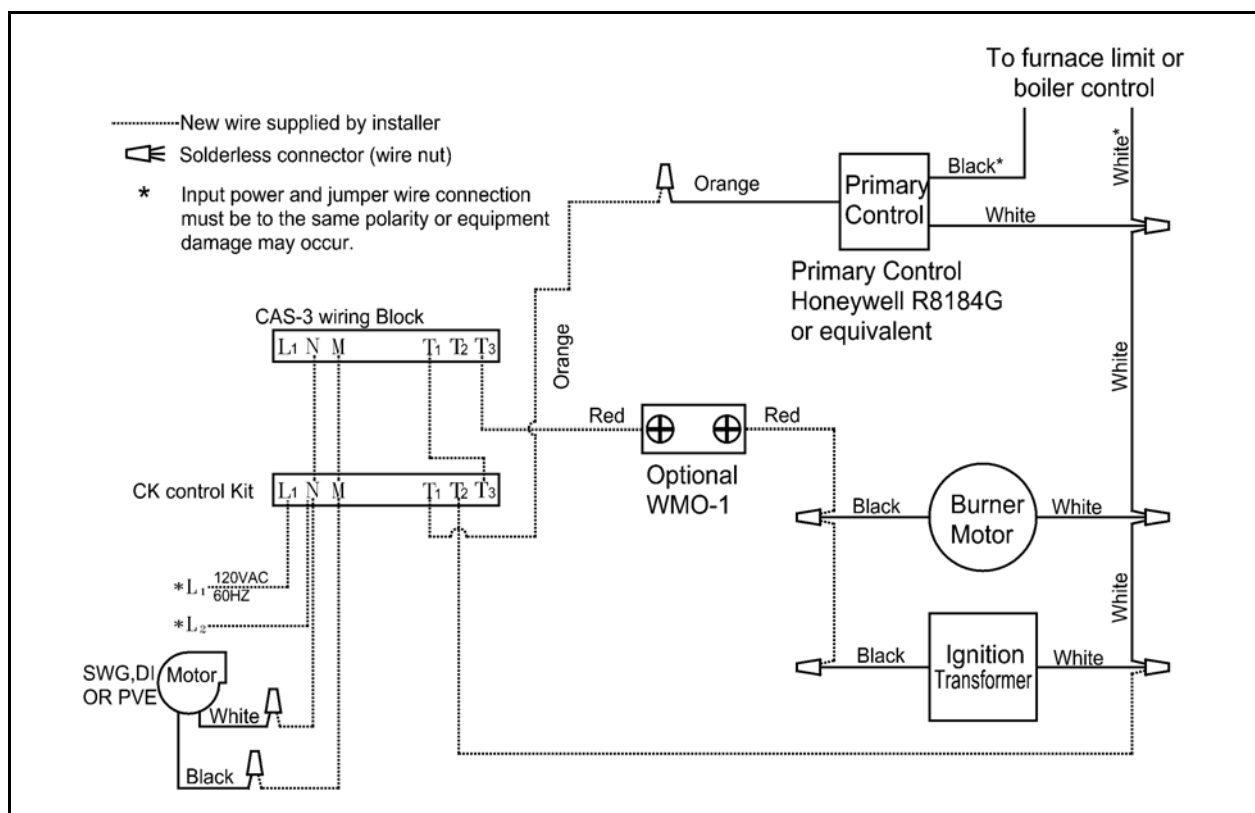 To furnace limit or
boiler control
New wire supplied by installer
Solderless connector (wire nut)
* Input power and jumper wire connection
must be to the same polarity or equipment
damage may occur.
Orange
Primary
Control
Black*
White*
White
Primary Control
Honeywell R8184G
or equivalent
CAS-3 wiring Block
L1 N M T1 T2 T3
Orange
White
Red
Red
Optional
WMO-1
CK control Kit
L1 N M T1 T2 T3
Black
Burner
Motor
White
*L1 120VAC
60HZ
*L2
White
SWG,DI
OR PVE
Motor
White
Black
Black
Ignition
Transformer
White